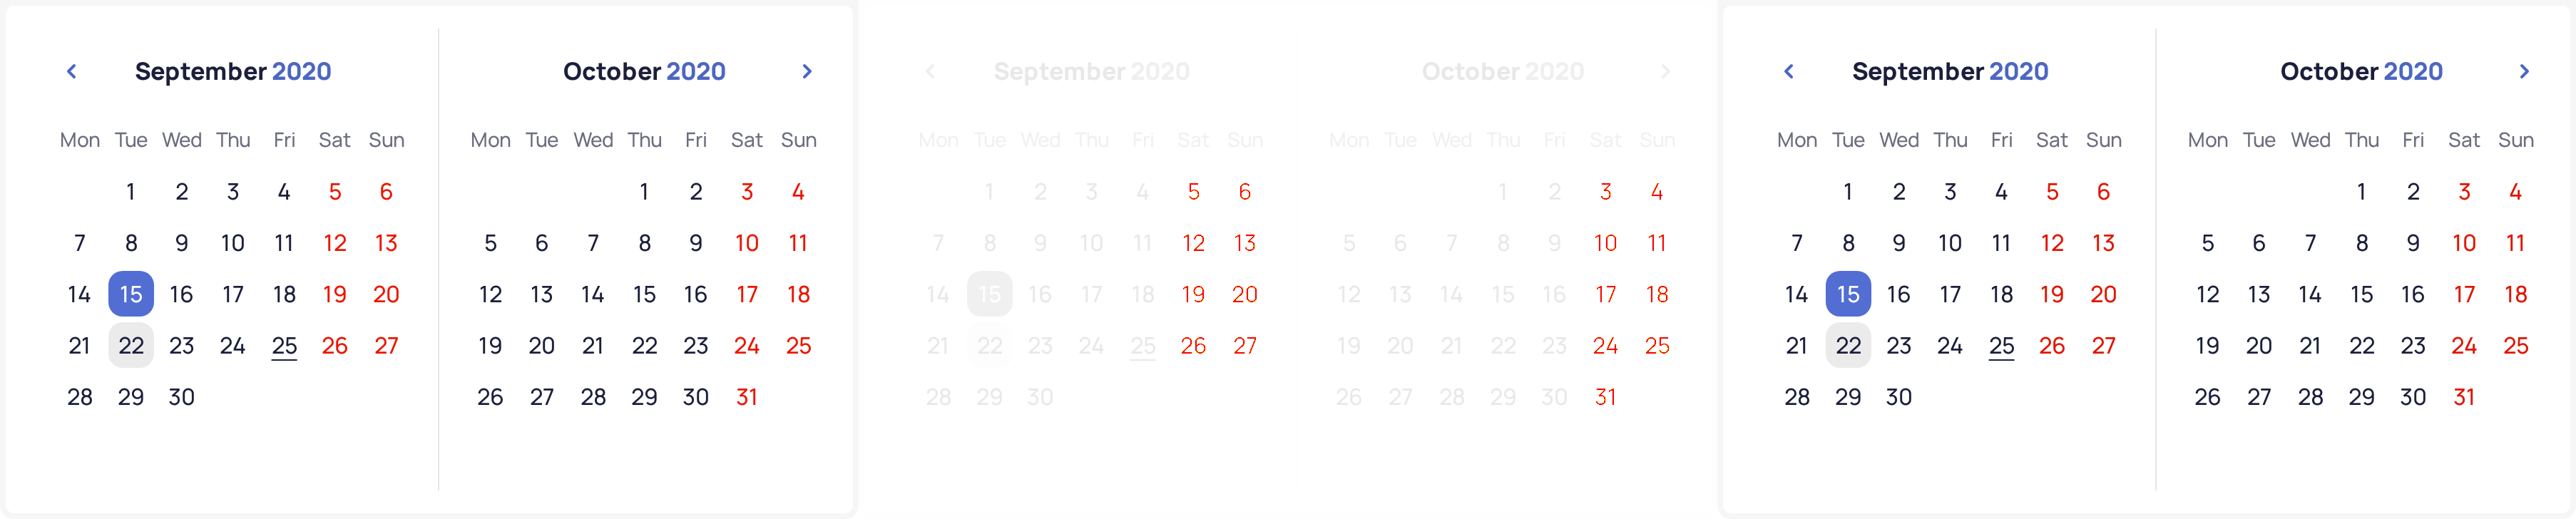 September 2020 October 2020
Mon Tue Wed Thu Fri Sat Sun Mon Tue Wed Thu Fri Sat Sun
1 2 3 4 5 6 1 2 3 4
7 8 9 10 11 12 13 5 6 7 8 9 10 11
14 15 16 17 18 19 20 12 13 14 15 16 17 18
21 22 23 24 25 26 27 19 20 21 22 23 24 25
28 29 30 26 27 28 29 30 31
September 2020 October 2020
Mon Tue Wed Thu Fri Sat Sun Mon Tue Wed Thu Fri Sat Sun
1 2 3 4 5 6 1 2 3 4
7 8 9 10 11 12 13 5 6 7 8 9 10 11
14 15 16 17 18 19 20 12 13 14 15 16 17 18
21 22 23 24 25 26 27 19 20 21 22 23 24 25
28 29 30 26 27 28 29 30 31
September 2020 October 2020
Mon Tue Wed Thu Fri Sat Sun Mon Tue Wed Thu Fri Sat Sun
1 2 3 4 5 6 1 2 3 4
7 8 9 10 11 12 13 5 6 7 8 9 10 11
14 15 16 17 18 19 20 12 13 14 15 16 17 18
21 22 23 24 25 26 27 19 20 21 22 23 24 25
28 29 30 26 27 28 29 30 31